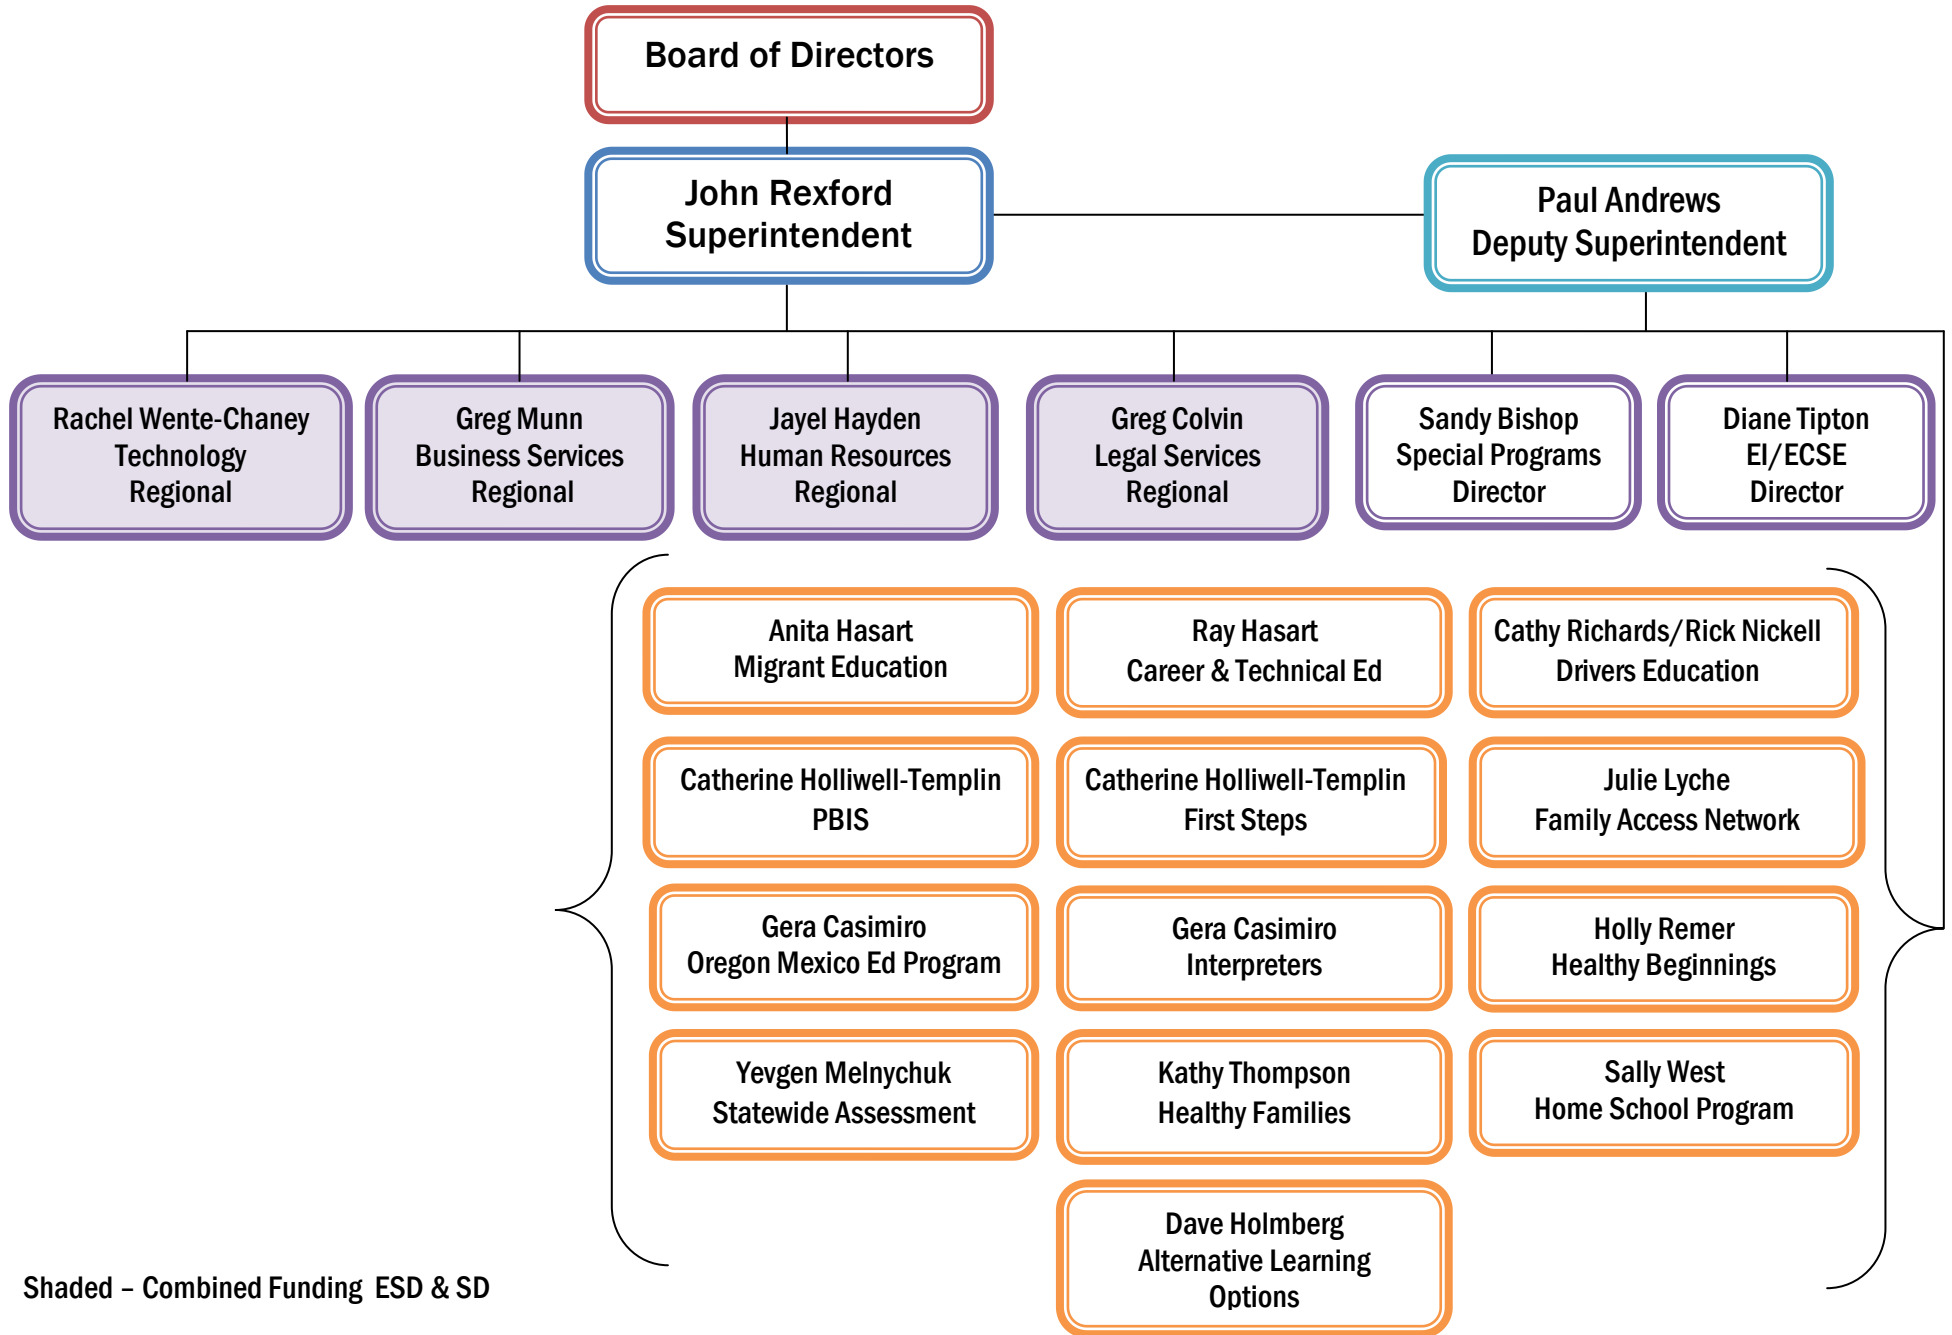 Board of Directors
John Rexford
Superintendent
Paul Andrews
Deputy Superintendent
Rachel Wente-Chaney
Technology
Regional
Greg Munn
Business Services
Regional
Jayel Hayden
Human Resources
Regional
Greg Colvin
Legal Services
Regional
Sandy Bishop
Special Programs
Director
Diane Tipton
EI/ECSE
Director
Anita Hasart
Migrant Education
Ray Hasart
Career & Technical Ed
Cathy Richards/Rick Nickell
Drivers Education
Catherine Holliwell-Templin
PBIS
Catherine Holliwell-Templin
First Steps
Julie Lyche
Family Access Network
Gera Casimiro
Oregon Mexico Ed Program
Gera Casimiro
Interpreters
Holly Remer
Healthy Beginnings
Yevgen Melnychuk
Statewide Assessment
Kathy Thompson
Healthy Families
Sally West
Home School Program
Dave Holmberg
Alternative Learning
Options
Shaded – Combined Funding ESD & SD